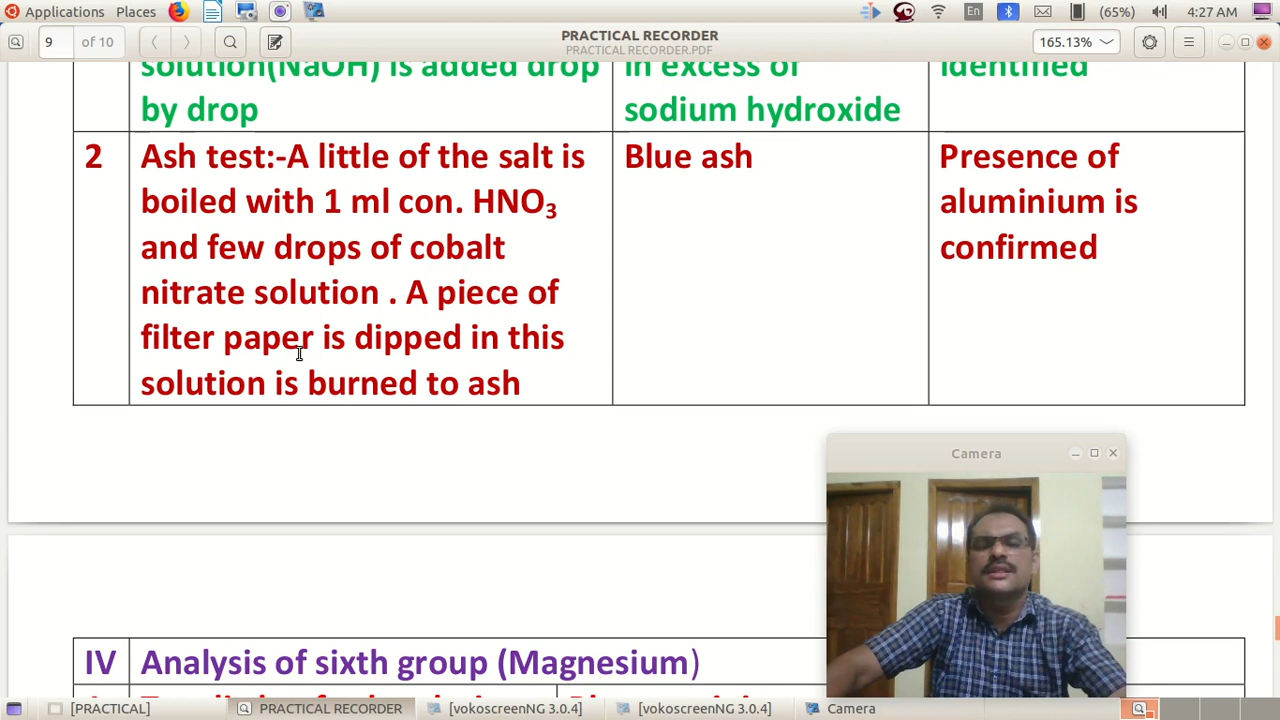 Applications Places En (65%) 4:27 AM
9 of 10 PRACTICAL RECORDER 165.13%
PRACTICAL RECORDER.PDF
solution(NaOH) is added drop
by drop
in excess of
sodium hydroxide
identified
2
Ash test:-A little of the salt is
boiled with 1 ml con. HNO₃
and few drops of cobalt
nitrate solution . A piece of
filter paper is dipped in this
solution is burned to ash
Blue ash
Presence of
aluminium is
confirmed
Camera
IV Analysis of sixth group (Magnesium)
[PRACTICAL] PRACTICAL RECORDER [vokoscreenNG 3.0.4] [vokoscreenNG 3.0.4] Camera